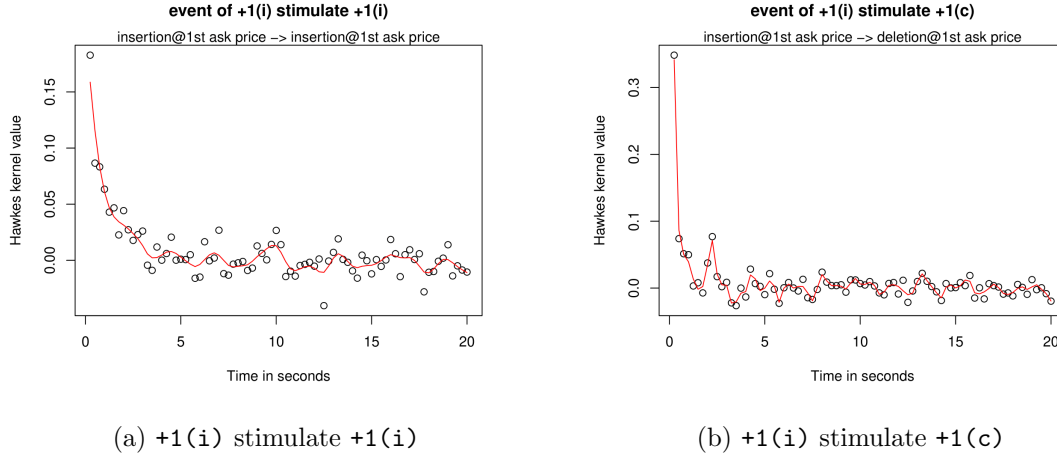 event of +1(i) stimulate +1(i)
insertion@1st ask price −> insertion@1st ask price
Hawkes kernel value
0.15
0.10
0.05
0.00
0 5 10 15 20
Time in seconds
(a) +1(i) stimulate +1(i)
event of +1(i) stimulate +1(c)
insertion@1st ask price −> deletion@1st ask price
Hawkes kernel value
0.3
0.2
0.1
0.0
0 5 10 15 20
Time in seconds
(b) +1(i) stimulate +1(c)